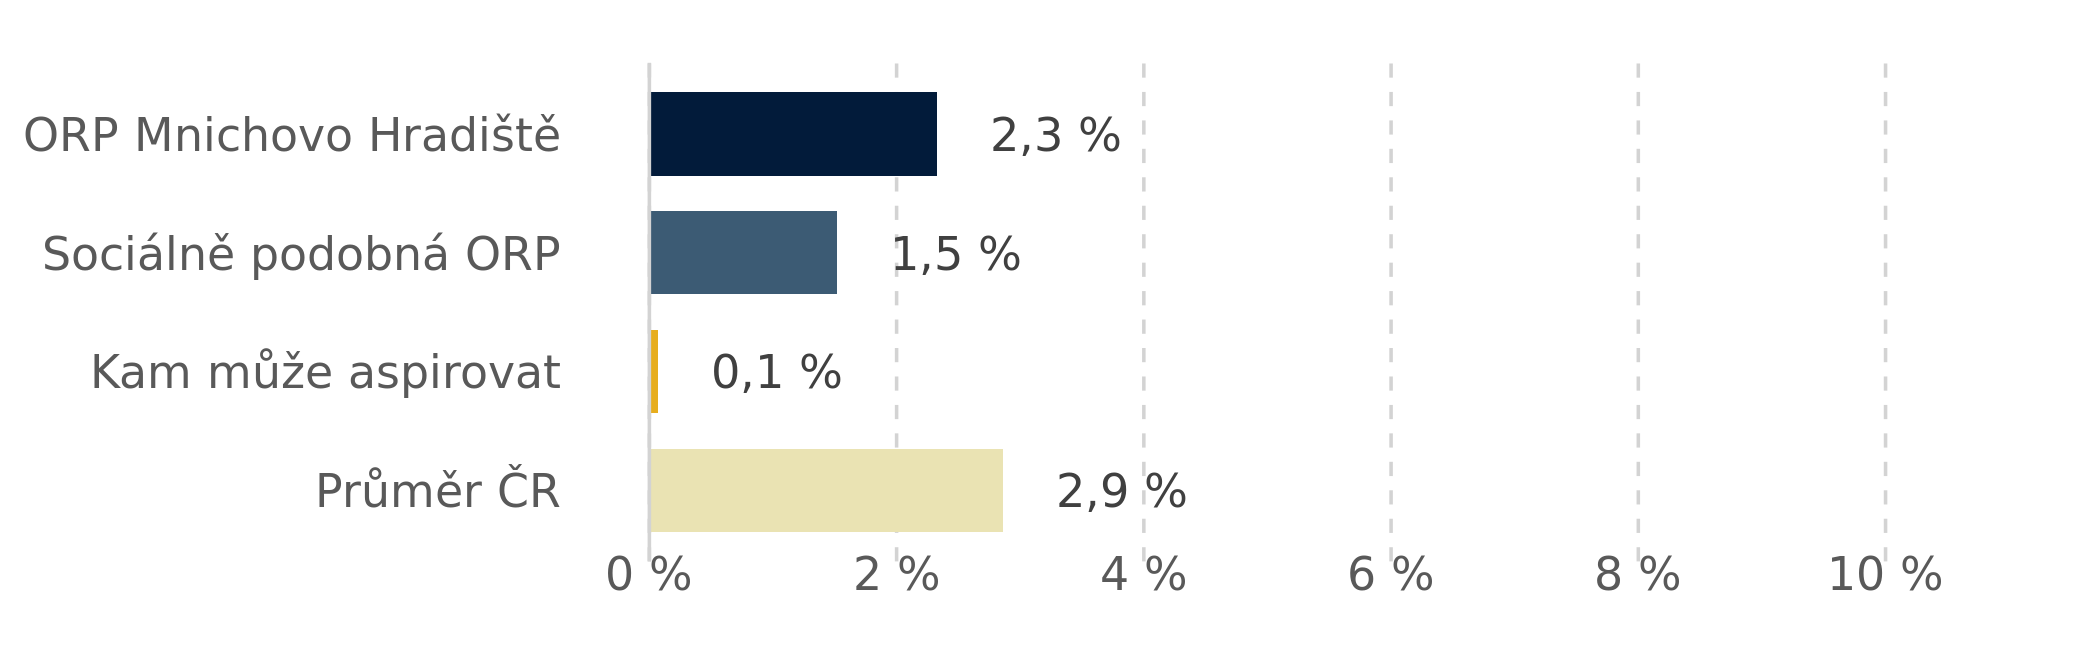 ORP Mnichovo Hradiště 2,3 %
Sociálně podobná ORP 1,5 %
Kam může aspirovat 0,1 %
Průměr ČR 2,9 %
0 % 2 % 4 % 6 % 8 % 10 %